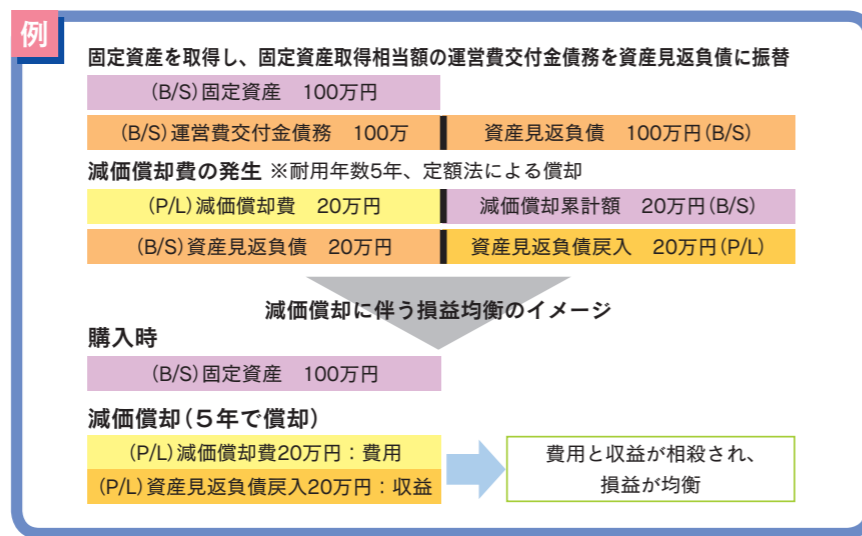 例
固定資産を取得し、固定資産取得相当額の運営費交付金債務を資産見返負債に振替
(B/S)固定資産 100万円
(B/S)運営費交付金債務 100万 資産見返負債 100万円(B/S)
減価償却費の発生 ※耐用年数5年、定額法による償却
(P/L)減価償却費 20万円 減価償却累計額 20万円(B/S)
(B/S)資産見返負債 20万円 資産見返負債戻入 20万円(P/L)
減価償却に伴う損益均衡のイメージ
購入時
(B/S)固定資産 100万円
減価償却(5年で償却)
(P/L)減価償却費20万円:費用
(P/L)資産見返負債戻入20万円:収益
費用と収益が相殺され、
損益が均衡